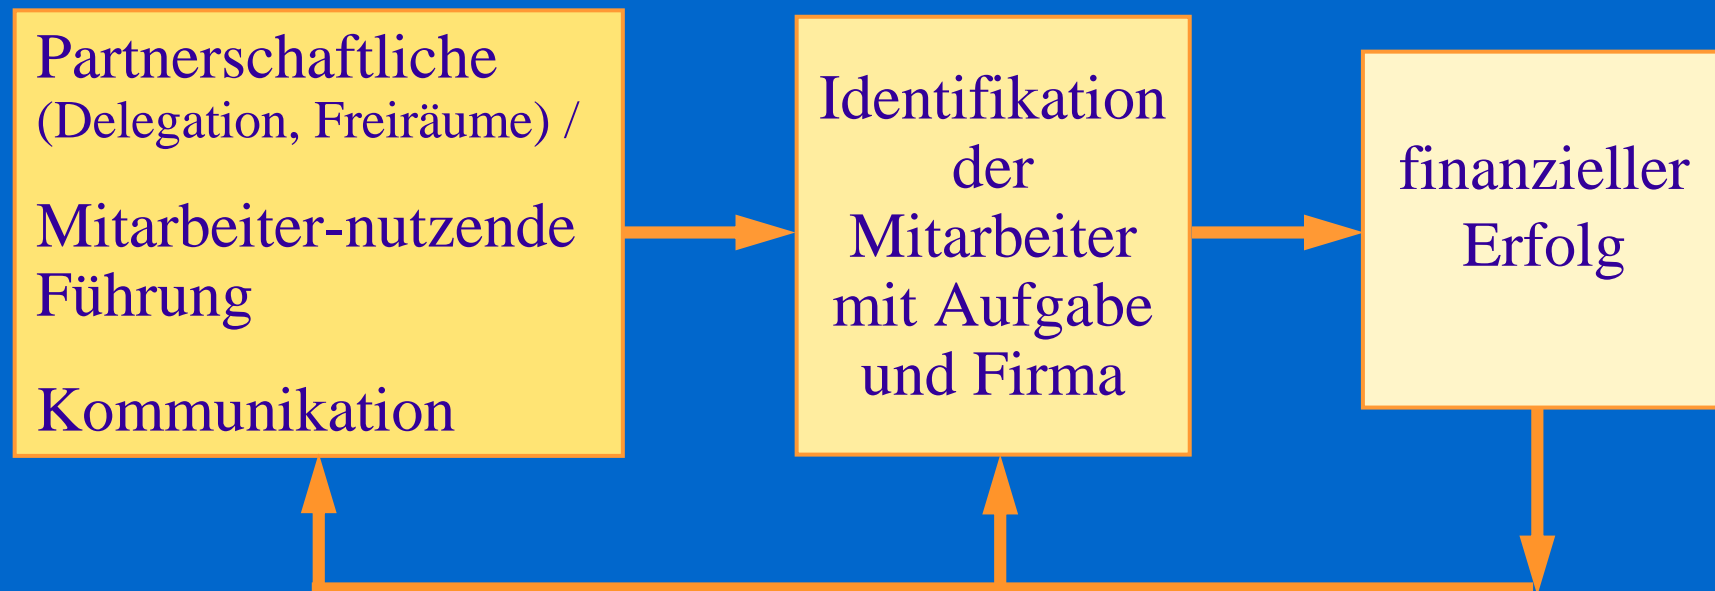 Partnerschaftliche
(Delegation, Freiräume) /
Mitarbeiter-nutzende
Führung
Kommunikation
Identifikation
der
Mitarbeiter
mit Aufgabe
und Firma
finanzieller
Erfolg